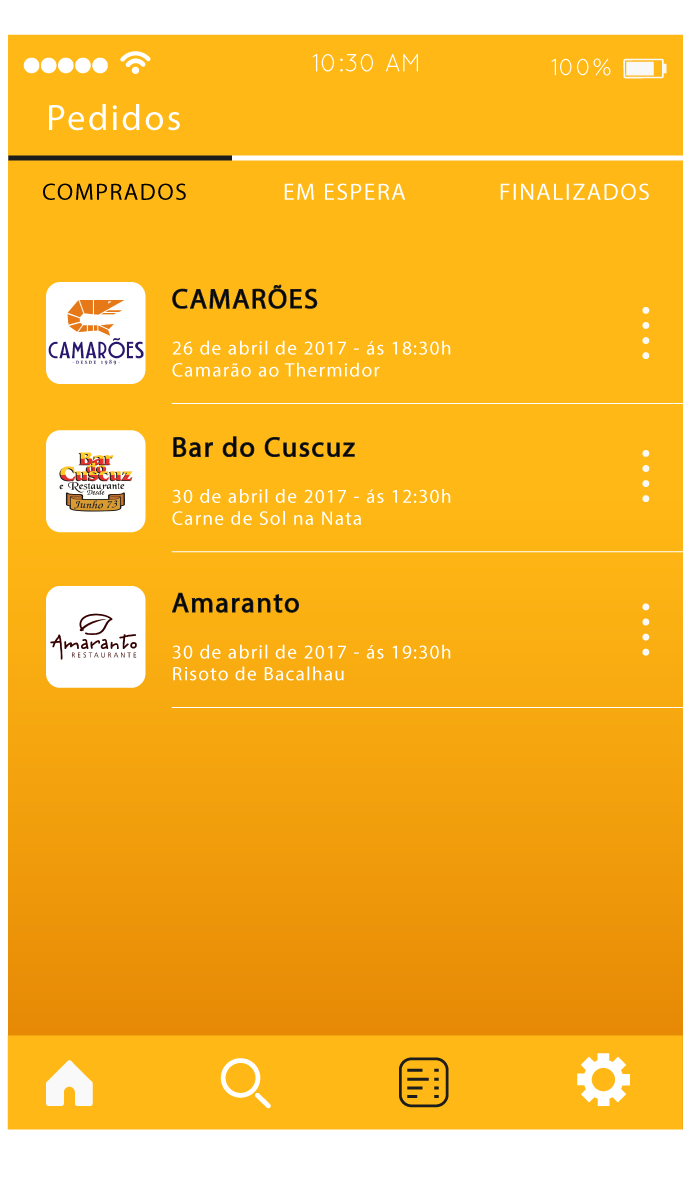 10:30 AM
100%
Pedidos
COMPRADOS
EM ESPERA
FINALIZADOS
CAMARÕES
DESDE 1989
CAMARÕES
26 de abril de 2017 - ás 18:30h
Camarão ao Thermidor
Bar
do
Cuscuz
e Restaurante
Desde
Junho 73
Bar do Cuscuz
30 de abril de 2017 - ás 12:30h
Carne de Sol na Nata
Amaranto
RESTAURANTE
Amaranto
30 de abril de 2017 - ás 19:30h
Risoto de Bacalhau